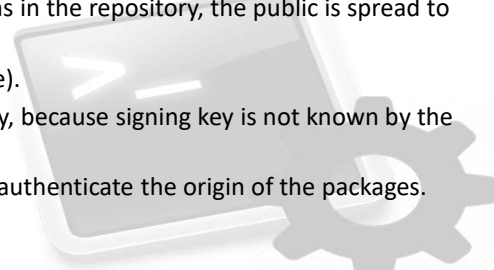 s in the repository, the public is spread to
e).
y, because signing key is not known by the
authenticate the origin of the packages.
>_